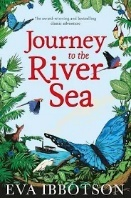 The award-winning and bestselling
classic adventure
Journey
to the
River
Sea
EVA IBBOTSON